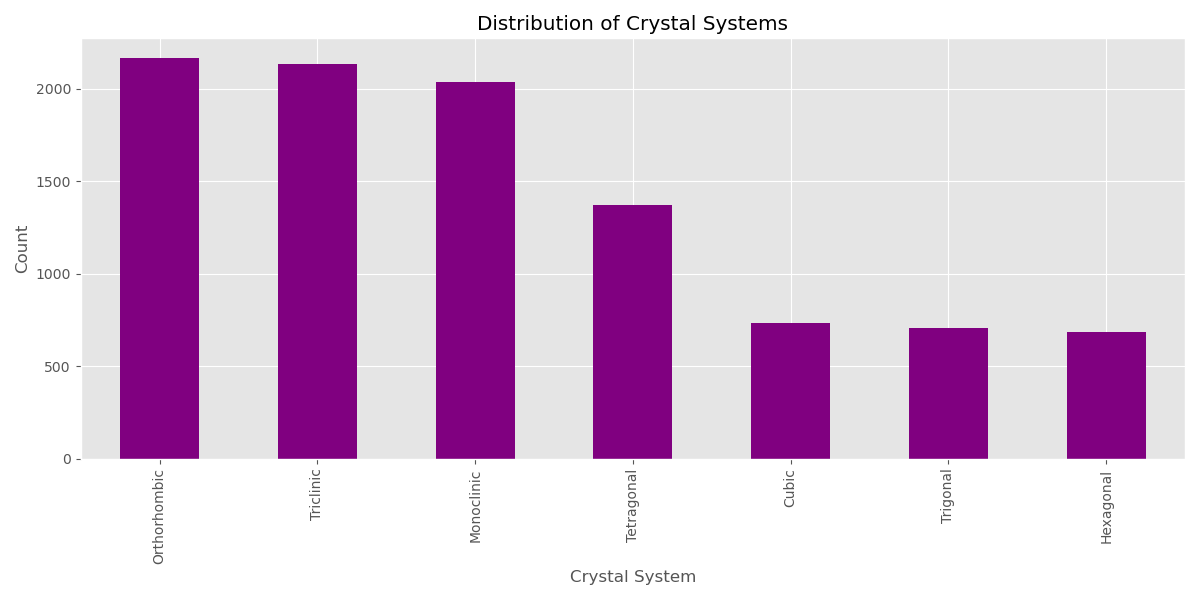 Distribution of Crystal Systems
Count
2000
1500
1000
500
0
Orthorhombic
Triclinic
Monoclinic
Tetragonal
Cubic
Trigonal
Hexagonal
Crystal System